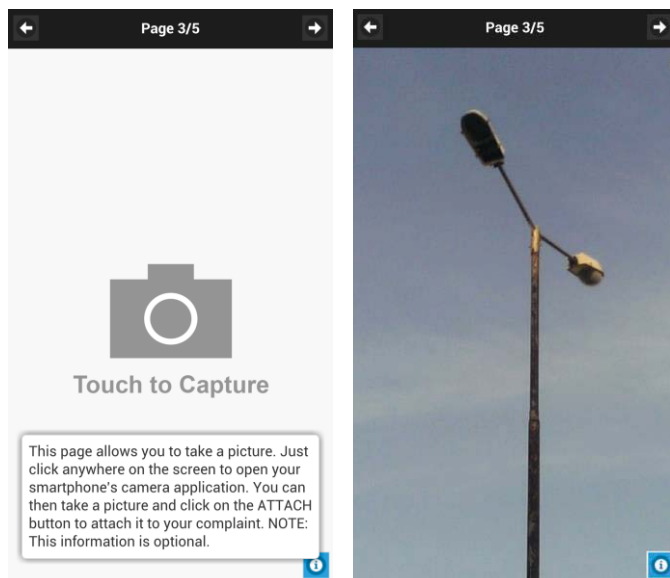 Page 3/5
Touch to Capture
This page allows you to take a picture. Just
click anywhere on the screen to open your
smartphone's camera application. You can
then take a picture and click on the ATTACH
button to attach it to your complaint. NOTE:
This information is optional.
Page 3/5